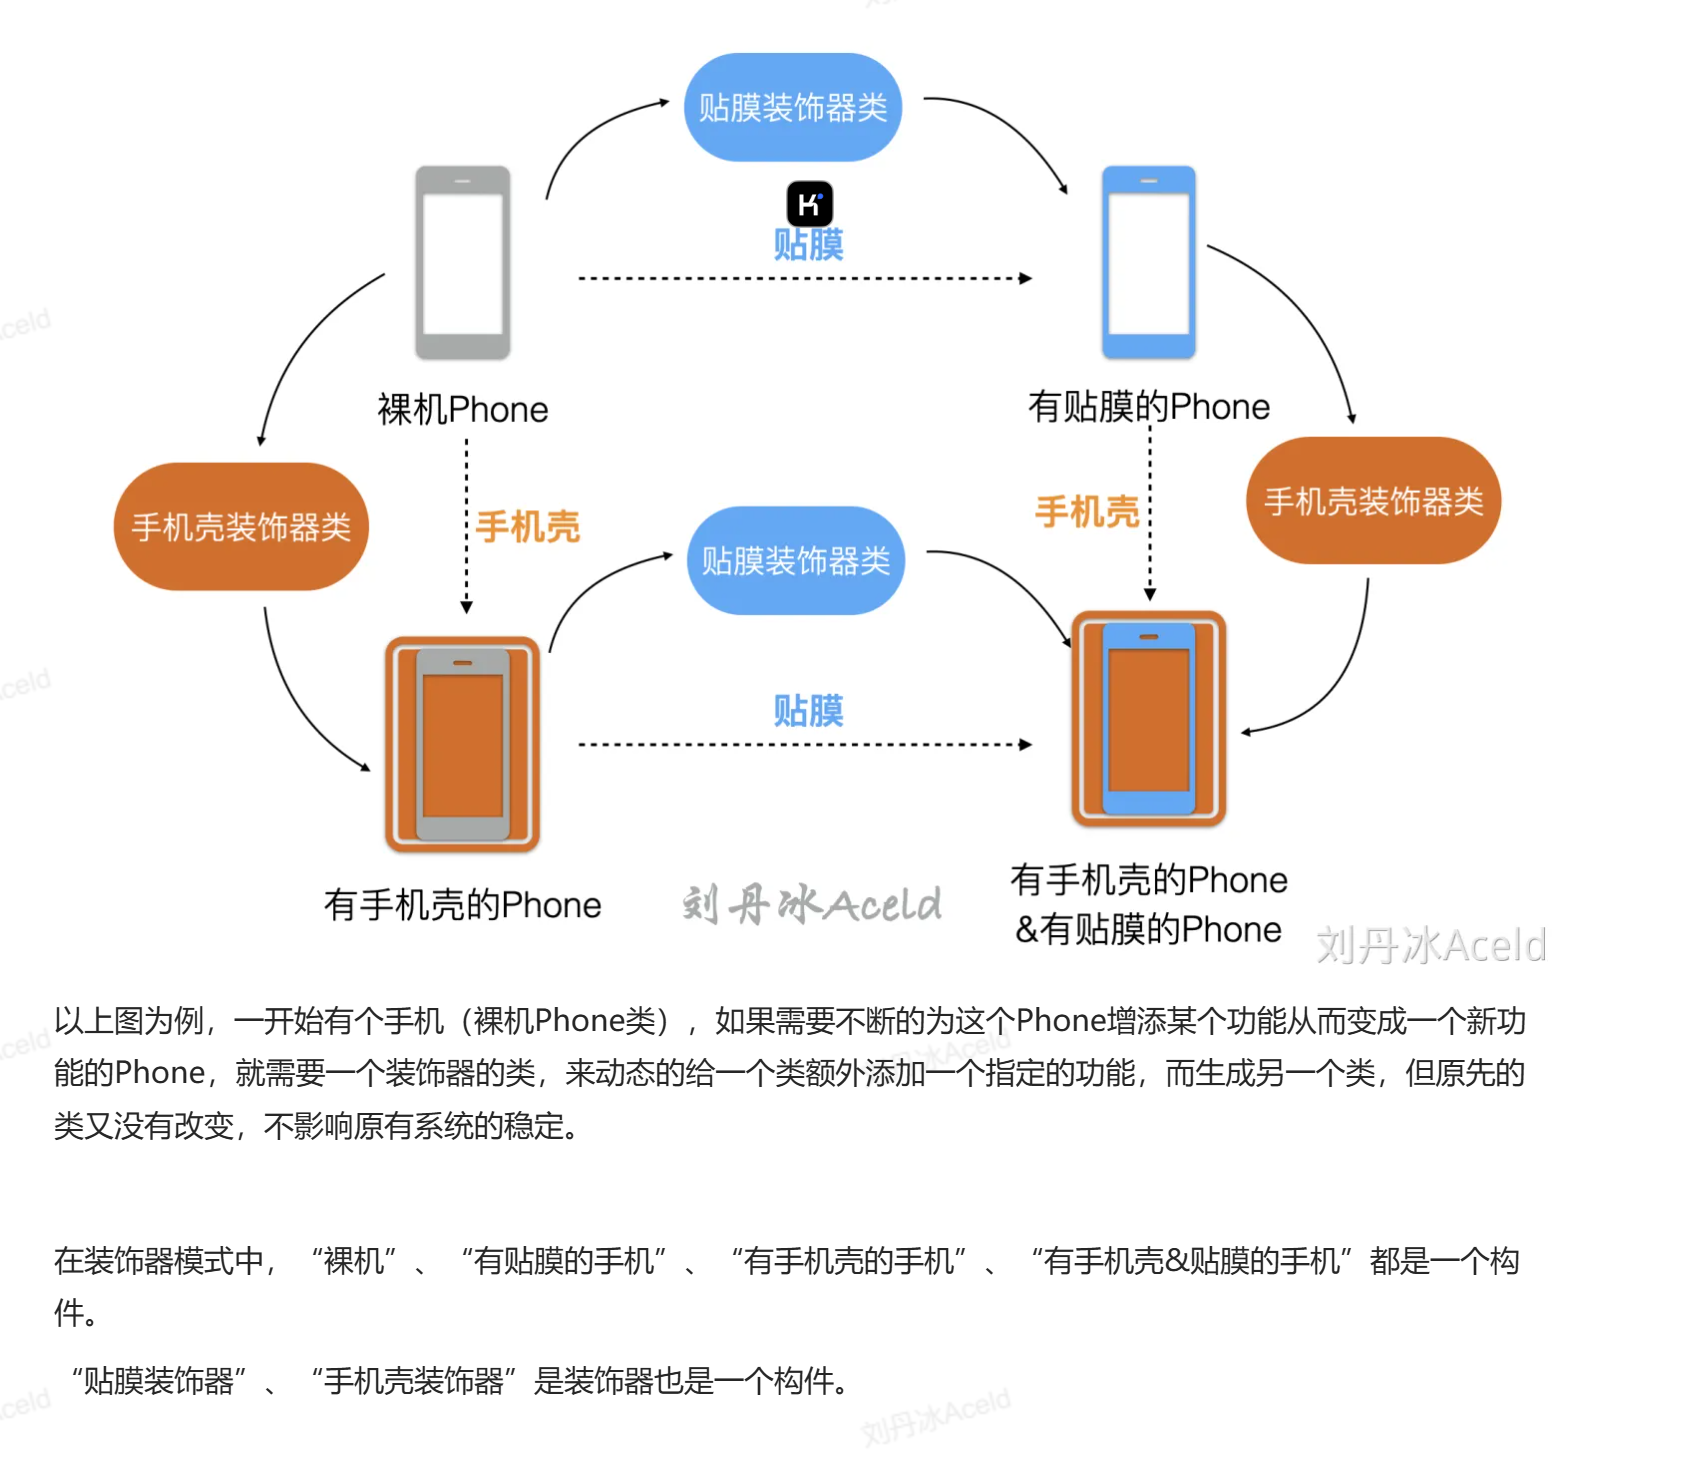 贴膜装饰器类
K
贴膜
裸机Phone
有贴膜的Phone
手机壳装饰器类
手机壳
手机壳
手机壳装饰器类
贴膜装饰器类
贴膜
有手机壳的Phone
刘丹冰Aceld
有手机壳的Phone
&有贴膜的Phone
刘丹冰Aceld
以上图为例，一开始有个手机（裸机Phone类），如果需要不断的为这个Phone增添某个功能从而变成一个新功
能的Phone，就需要一个装饰器的类，来动态的给一个类额外添加一个指定的功能，而生成另一个类，但原先的
类又没有改变，不影响原有系统的稳定。
在装饰器模式中，“裸机”、“有贴膜的手机”、“有手机壳的手机”、“有手机壳&贴膜的手机”都是一个构
件。
“贴膜装饰器”、“手机壳装饰器”是装饰器也是一个构件。
Aceld
Aceld
Aceld
刘丹冰Aceld
Aceld
刘丹冰Aceld